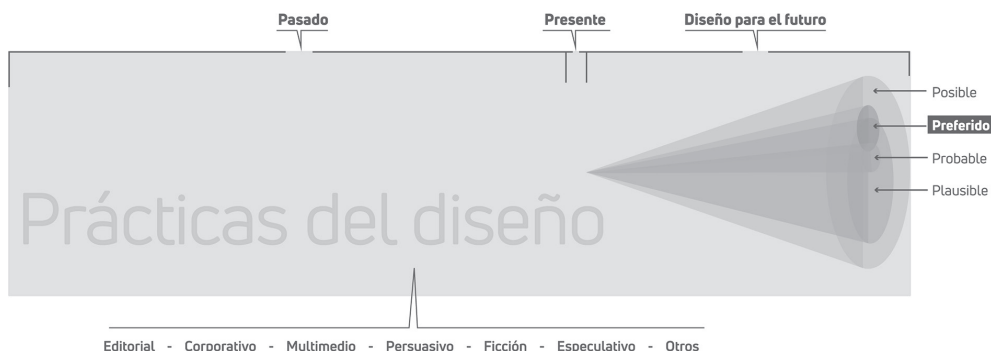 Pasado
Presente
Diseño para el futuro
Posible
Preferido
Probable
Plausible
Prácticas del diseño
Editorial - Corporativo - Multimedio - Persuasivo - Ficción - Especulativo - Otros